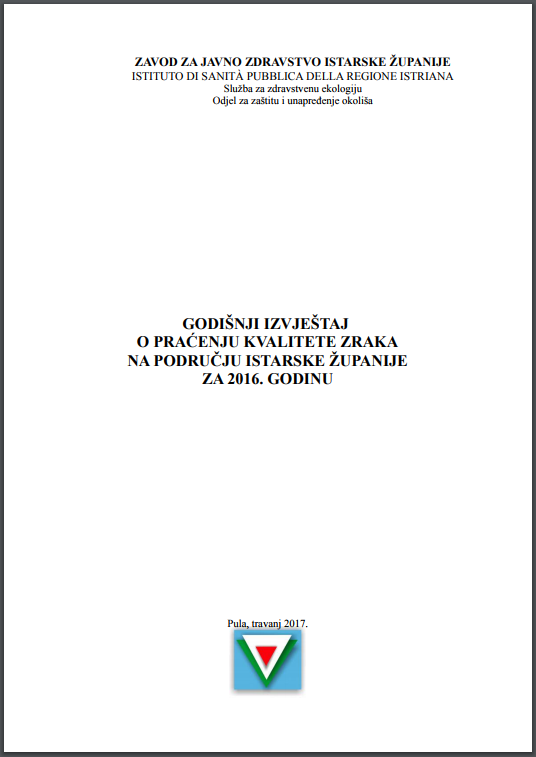 ZAVOD ZA JAVNO ZDRAVSTVO ISTARSKE ŽUPANIJE
ISTITUTO DI SANITÀ PUBBLICA DELLA REGIONE ISTRIANA
Služba za zdravstvenu ekologiju
Odjel za zaštitu i unapređenje okoliša
GODIŠNJI IZVJEŠTAJ
O PRAĆENJU KVALITETE ZRAKA
NA PODRUČJU ISTARSKE ŽUPANIJE
ZA 2016. GODINU
Pula, travanj 2017.